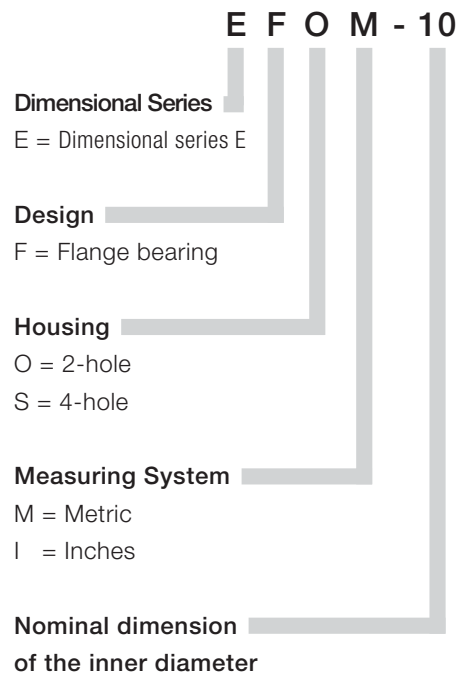 E F O M - 10
Dimensional Series
E = Dimensional series E
Design
F = Flange bearing
Housing
O = 2-hole
S = 4-hole
Measuring System
M = Metric
I = Inches
Nominal dimension
of the inner diameter